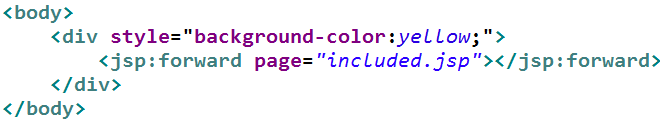 <body>
<div style="background-color:yellow;">
<jsp:forward page="included.jsp"></jsp:forward>
</div>
</body>